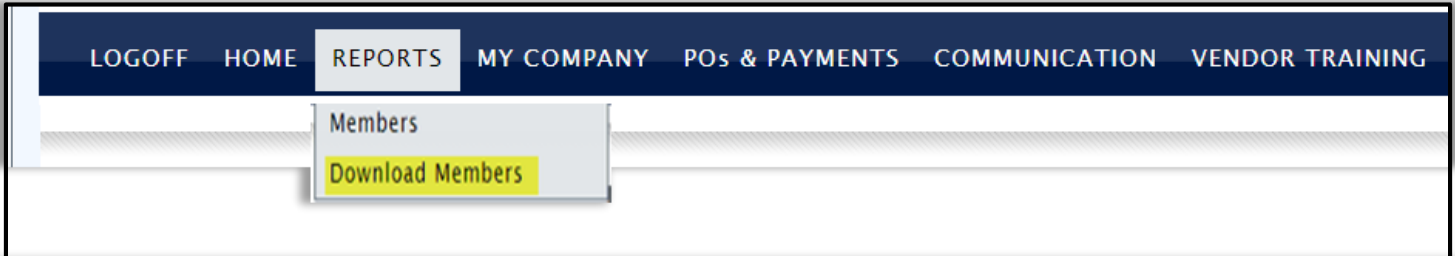 LOGOFF HOME REPORTS MY COMPANY POs & PAYMENTS COMMUNICATION VENDOR TRAINING
Members
Download Members